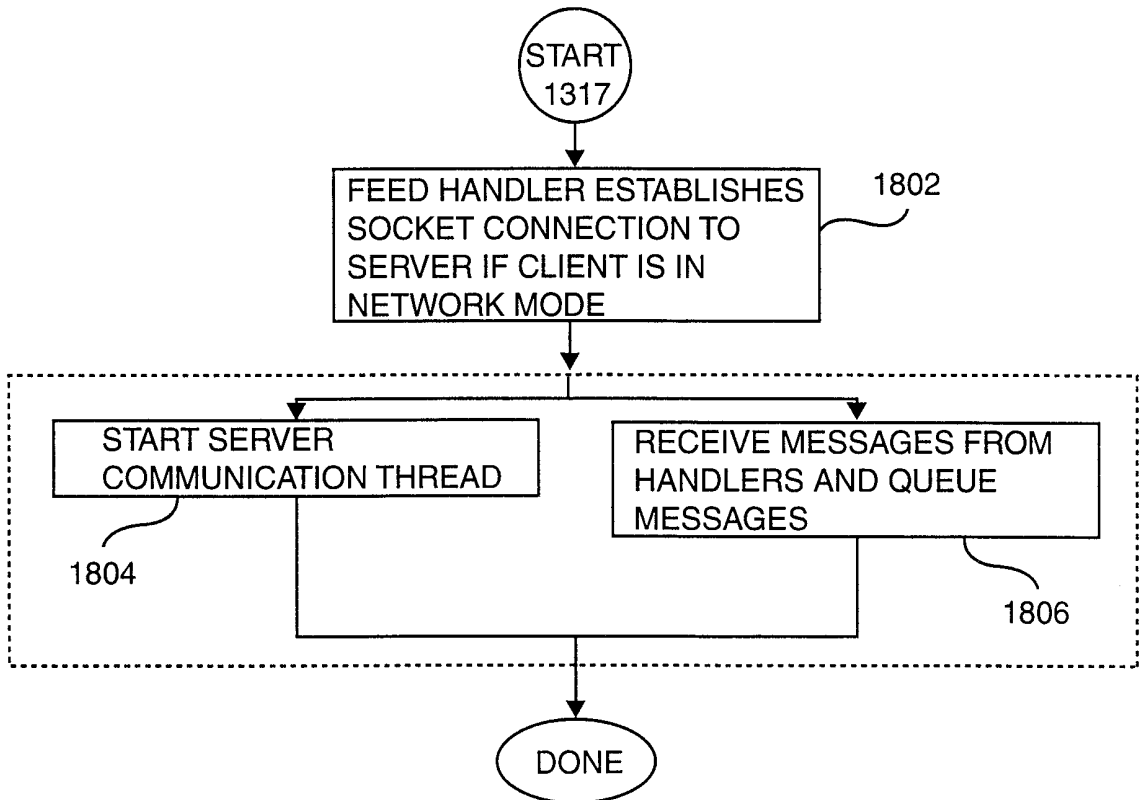 START
1317
FEED HANDLER ESTABLISHES
SOCKET CONNECTION TO
SERVER IF CLIENT IS IN
NETWORK MODE
1802
START SERVER
COMMUNICATION THREAD
1804
RECEIVE MESSAGES FROM
HANDLERS AND QUEUE
MESSAGES
1806
DONE